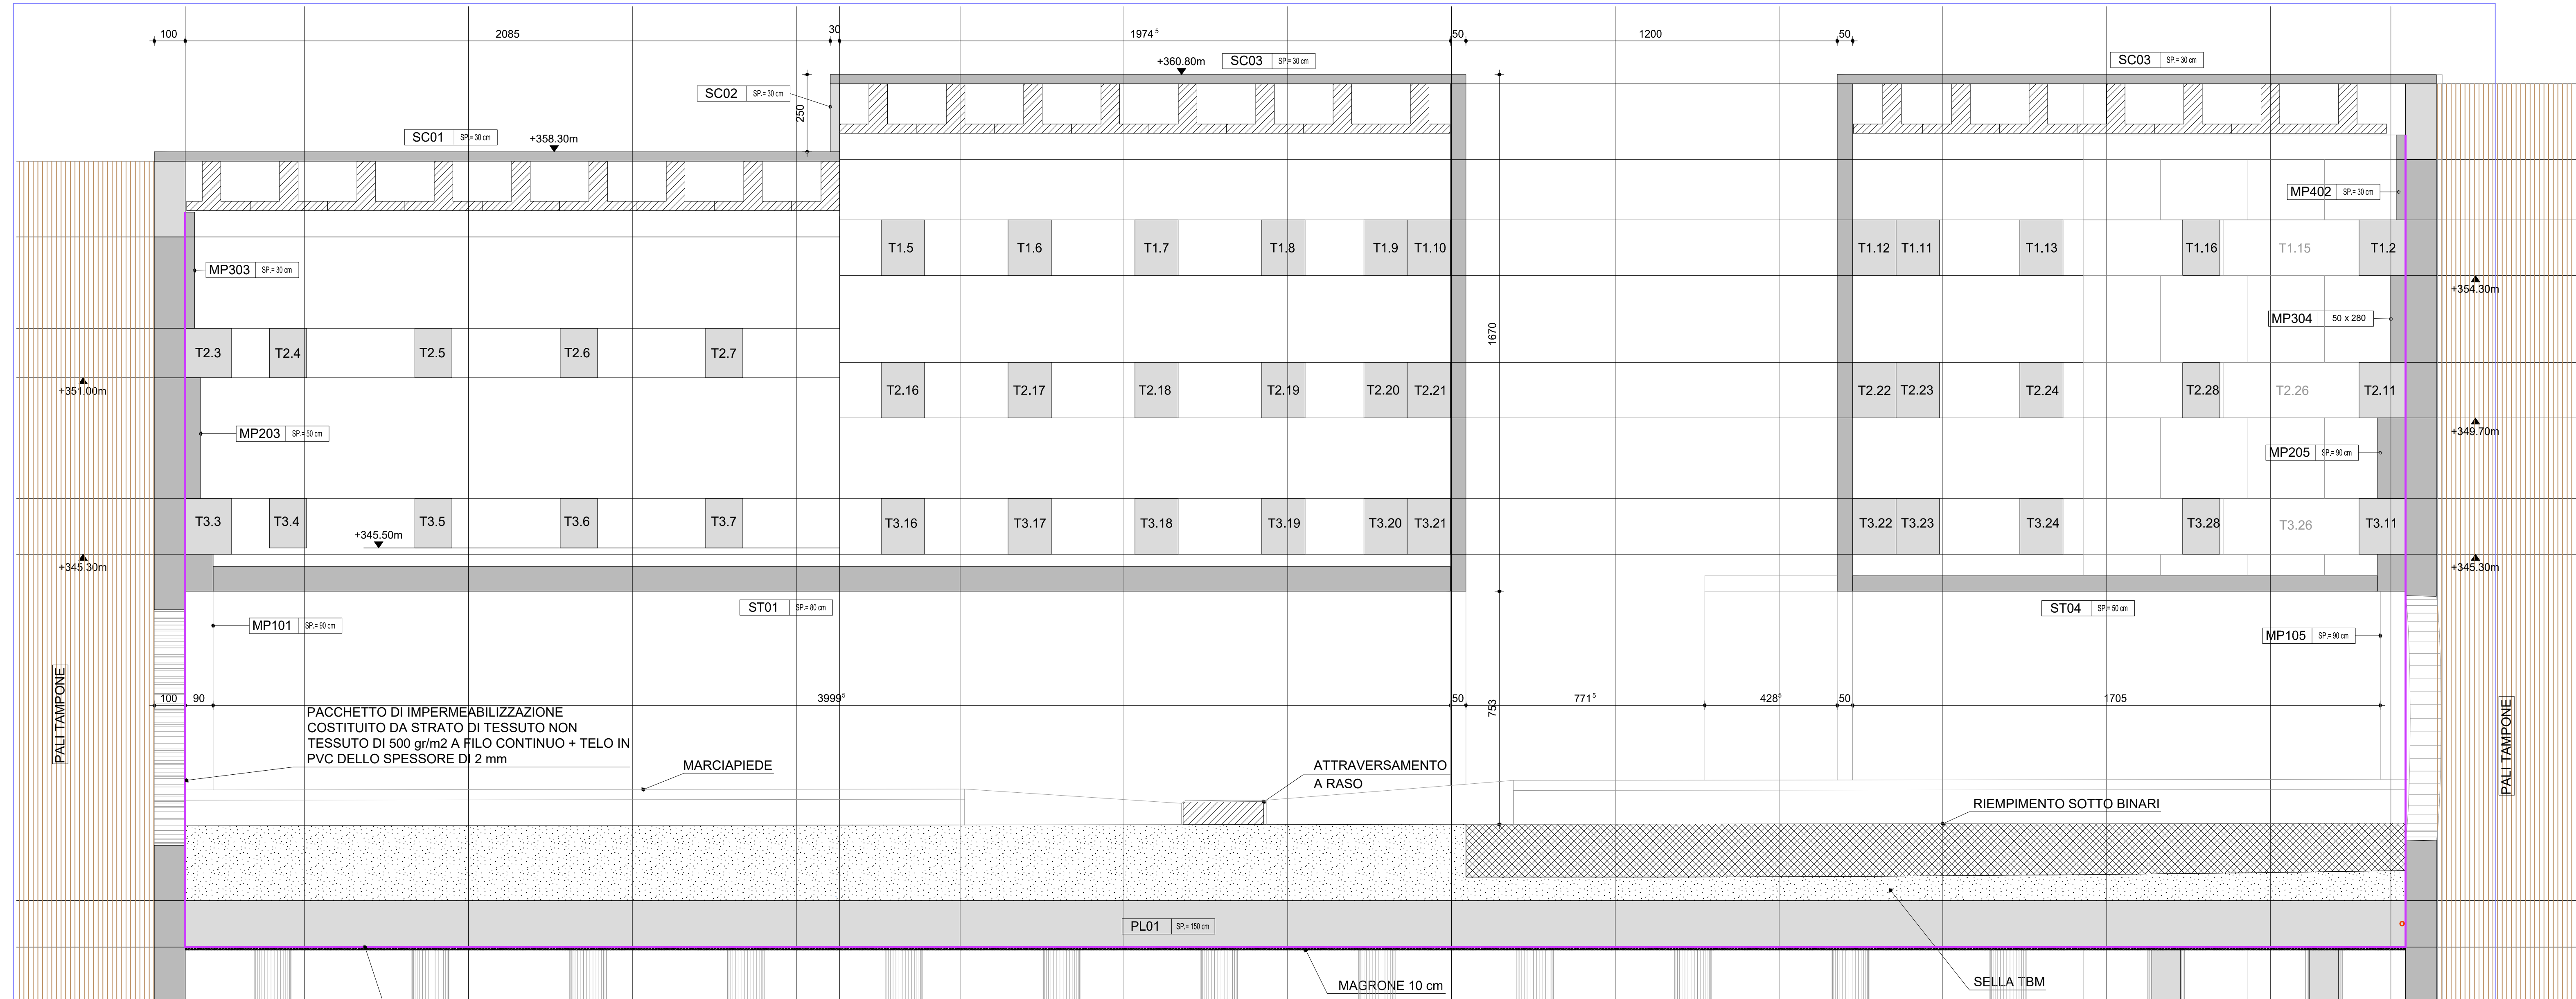 100 2085 30 1974⁵ 50 1200 50
+360.80m SC03 SP.= 30 cm SC03 SP.= 30 cm
SC02 SP.= 30 cm
250
SC01 SP.= 30 cm +358.30m
MP402 SP.= 30 cm
T1.5 T1.6 T1.7 T1.8 T1.9 T1.10 T1.12 T1.11 T1.13 T1.16 T1.15 T1.2
MP303 SP.= 30 cm
+354.30m
MP304 50 x 280
1670
T2.3 T2.4 T2.5 T2.6 T2.7
+351.00m
T2.16 T2.17 T2.18 T2.19 T2.20 T2.21 T2.22 T2.23 T2.24 T2.28 T2.26 T2.11
+349.70m
MP203 SP.= 50 cm
MP205 SP.= 90 cm
T3.3 T3.4 T3.5 T3.6 T3.7 T3.16 T3.17 T3.18 T3.19 T3.20 T3.21 T3.22 T3.23 T3.24 T3.28 T3.26 T3.11
+345.50m
+345.30m +345.30m
ST01 SP.= 80 cm ST04 SP.= 50 cm
MP101 SP.= 90 cm
MP105 SP.= 90 cm
PALI TAMPONE
PALI TAMPONE
100 90 3999⁵ 50 771⁵ 428⁵ 50 1705
753
PACCHETTO DI IMPERMEABILIZZAZIONE
COSTITUITO DA STRATO DI TESSUTO NON
TESSUTO DI 500 gr/m2 A FILO CONTINUO + TELO IN
PVC DELLO SPESSORE DI 2 mm
MARCIAPIEDE
ATTRAVERSAMENTO
A RASO
RIEMPIMENTO SOTTO BINARI
PL01 SP.= 150 cm
MAGRONE 10 cm
SELLA TBM